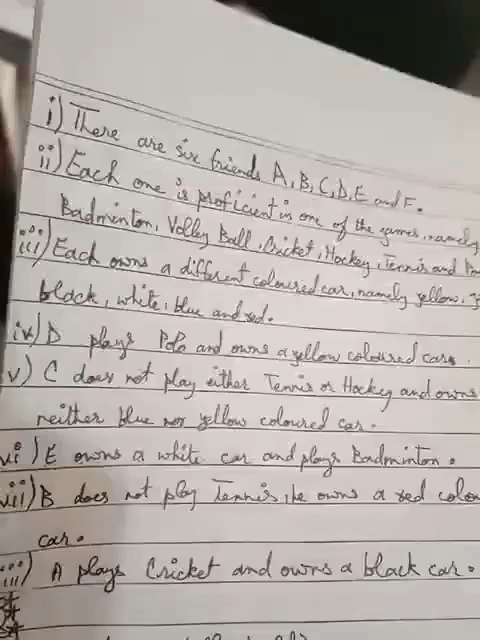 i) There are six friends A, B, C, D, E and F.
ii) Each one is proficient in one of the games, namely
Badminton, Volley Ball, Cricket, Hockey, Tennis and
iii) Each owns a different coloured car, namely yellow,
black, white, blue and red.
iv) D plays Polo and owns a yellow coloured car.
v) C does not play either Tennis or Hockey and owns
neither blue nor yellow coloured car.
vi) E owns a white car and plays Badminton.
vii) B does not play Tennis, he owns a red
car.
iii) A plays Cricket and owns a black car.